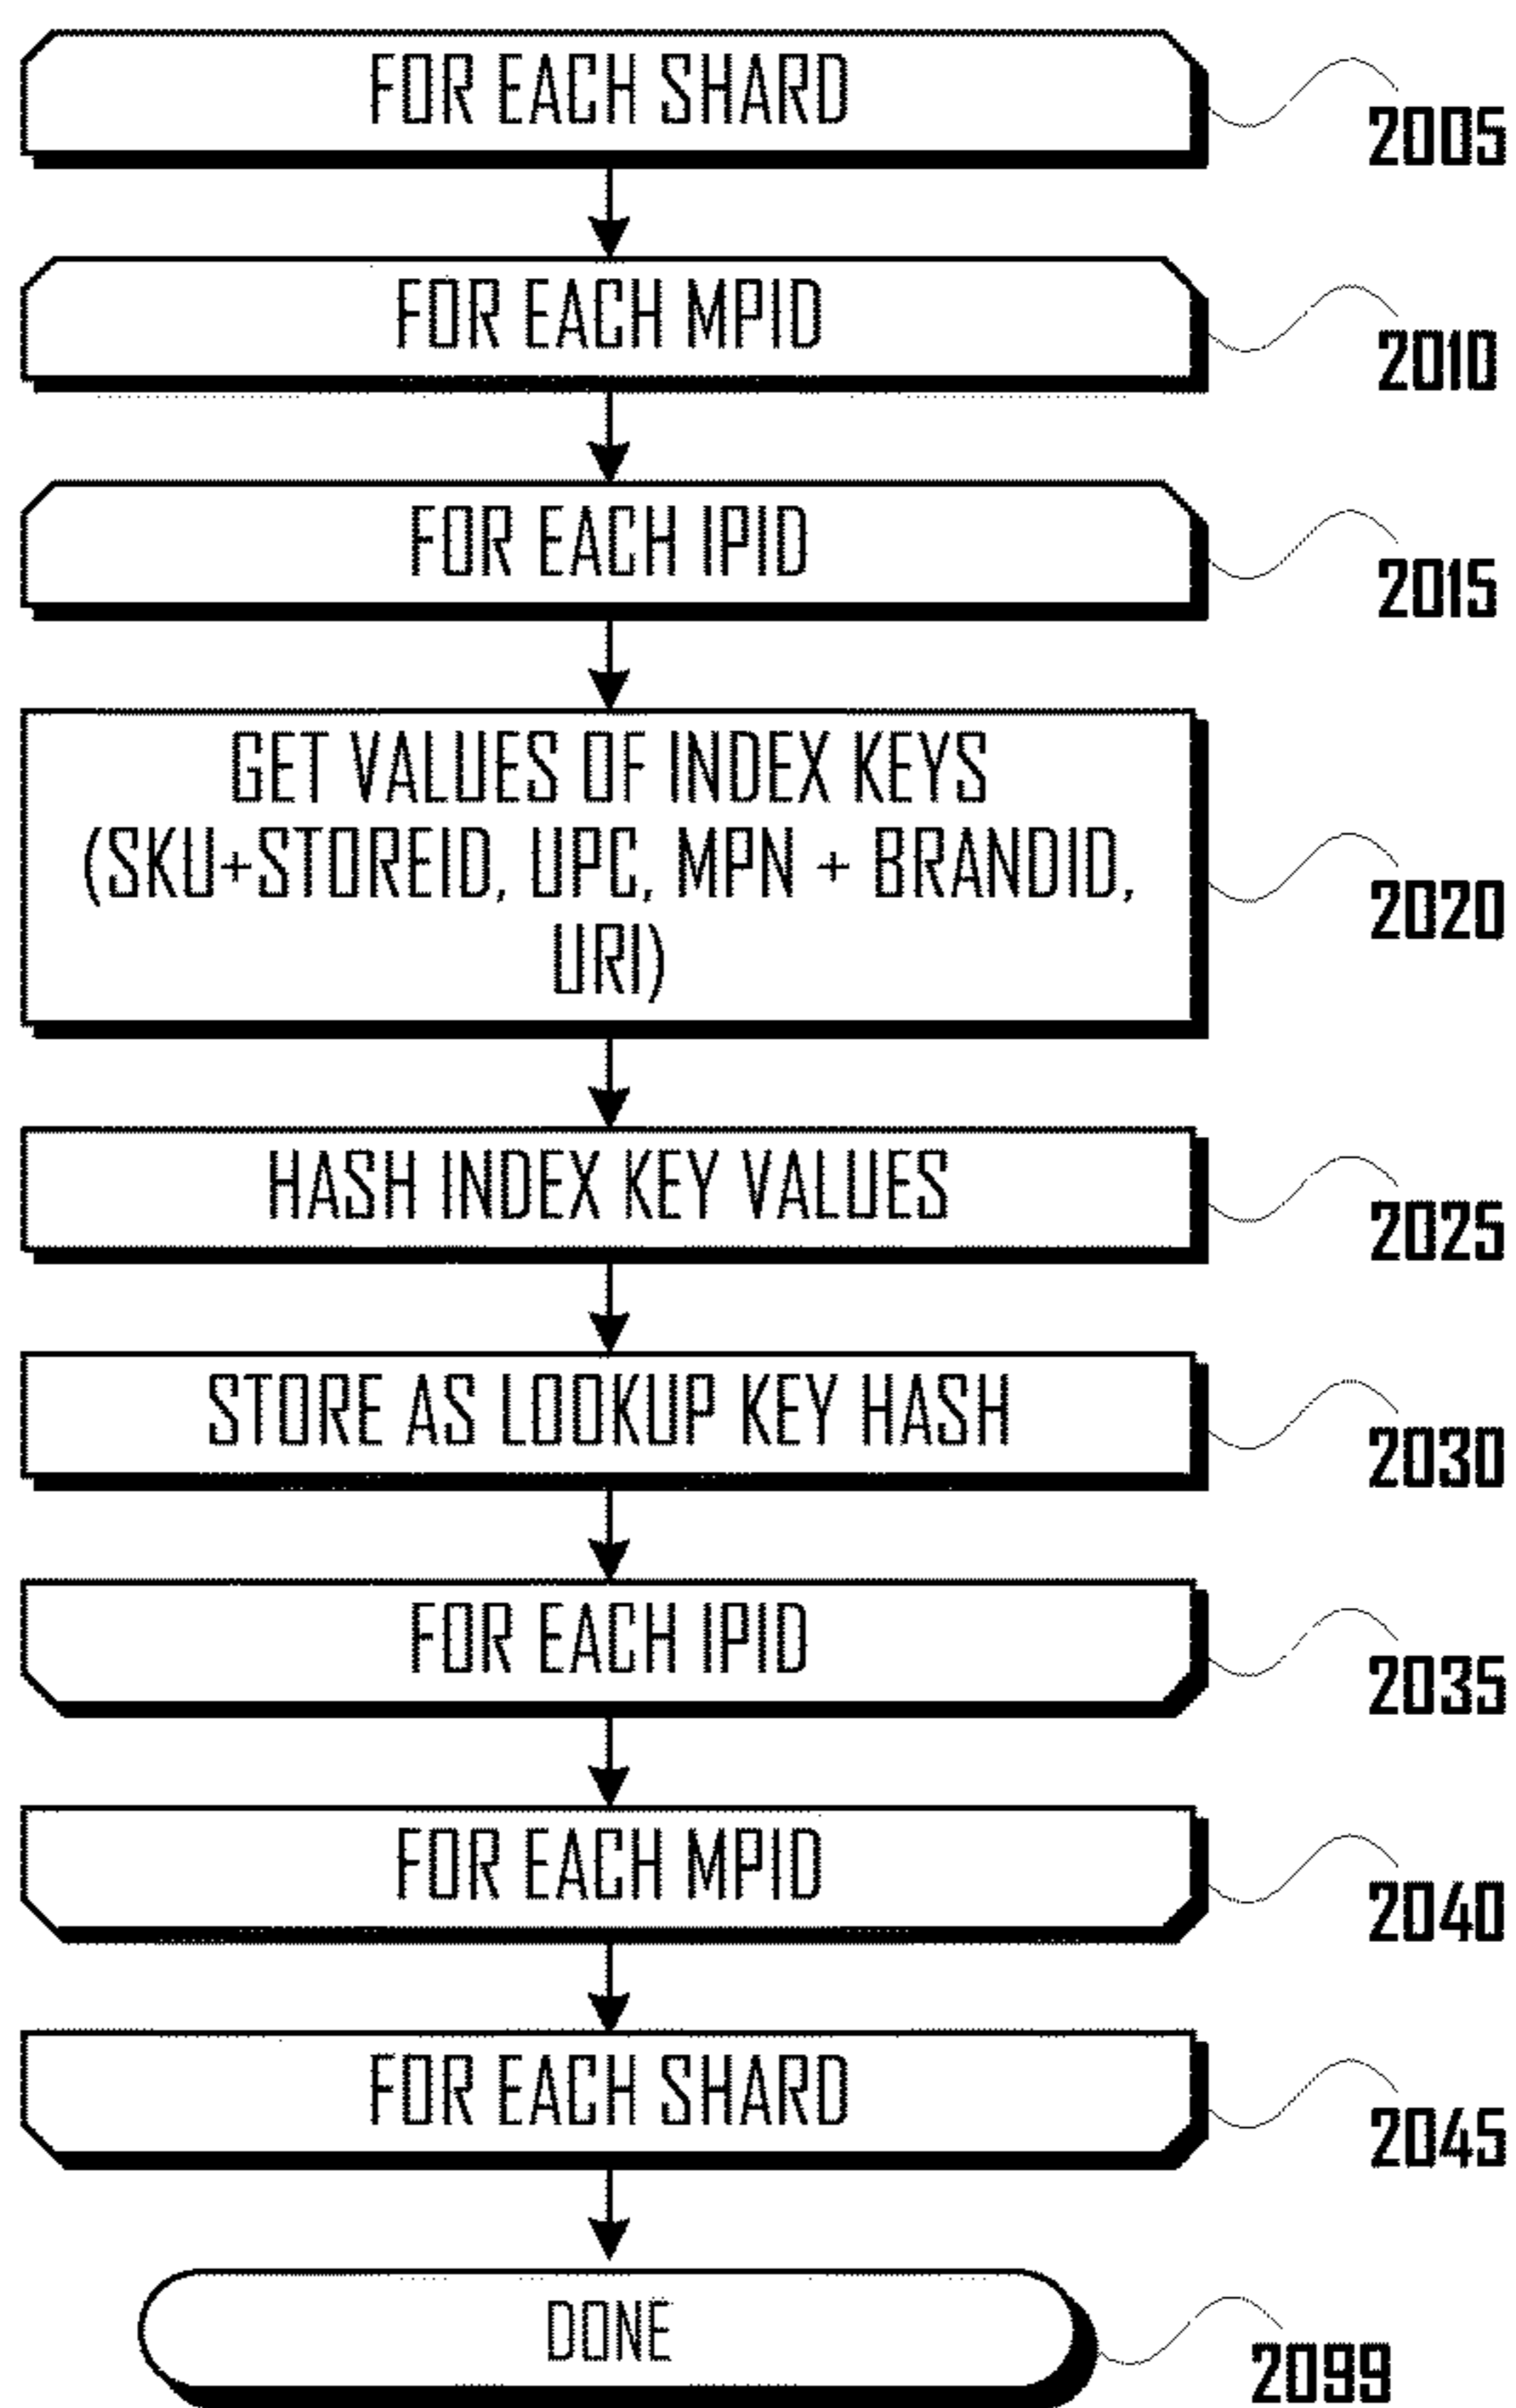 FOR EACH SHARD
2005
FOR EACH MPID
2010
FOR EACH IPID
2015
GET VALUES OF INDEX KEYS
(SKU+STOREID, UPC, MPN + BRANDID,
URI)
2020
HASH INDEX KEY VALUES
2025
STORE AS LOOKUP KEY HASH
2030
FOR EACH IPID
2035
FOR EACH MPID
2040
FOR EACH SHARD
2045
DONE
2099